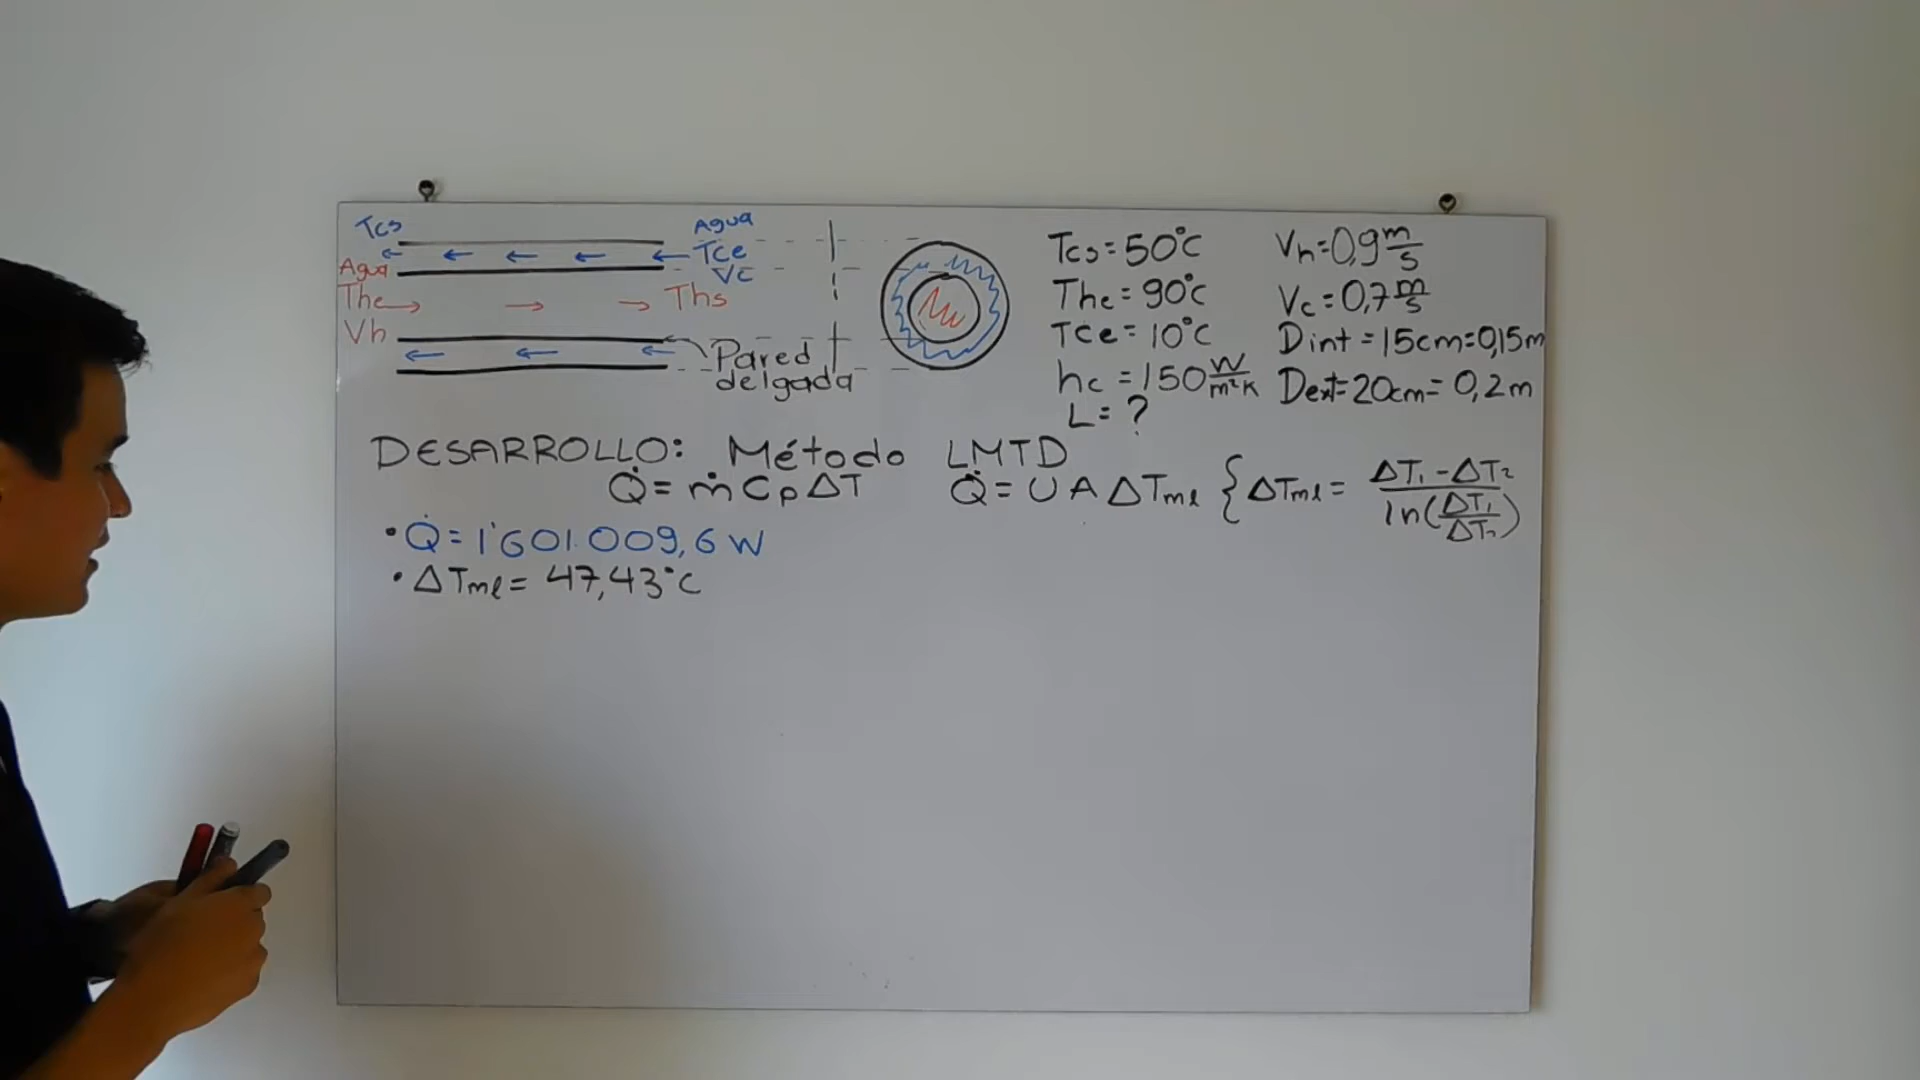 Tcs
Agua
Tce
Vc
Agua
The
Ths
Vh
Pared
delgada
Tcs = 50°C
The = 90°C
Tce = 10°C
hc = 150 W/m²K
L = ?
Vh = 0,9 m/s
Vc = 0,7 m/s
Dint = 15cm = 0,15m
Dext = 20cm = 0,2m
DESARROLLO: Método LMTD
Q̇ = ṁ Cp ΔT Q̇ = U A ΔTml { ΔTml = (ΔT1 - ΔT2) / ln(ΔT1/ΔT2)
• Q̇ = 1'601.009,6 W
• ΔTml = 47,43°C